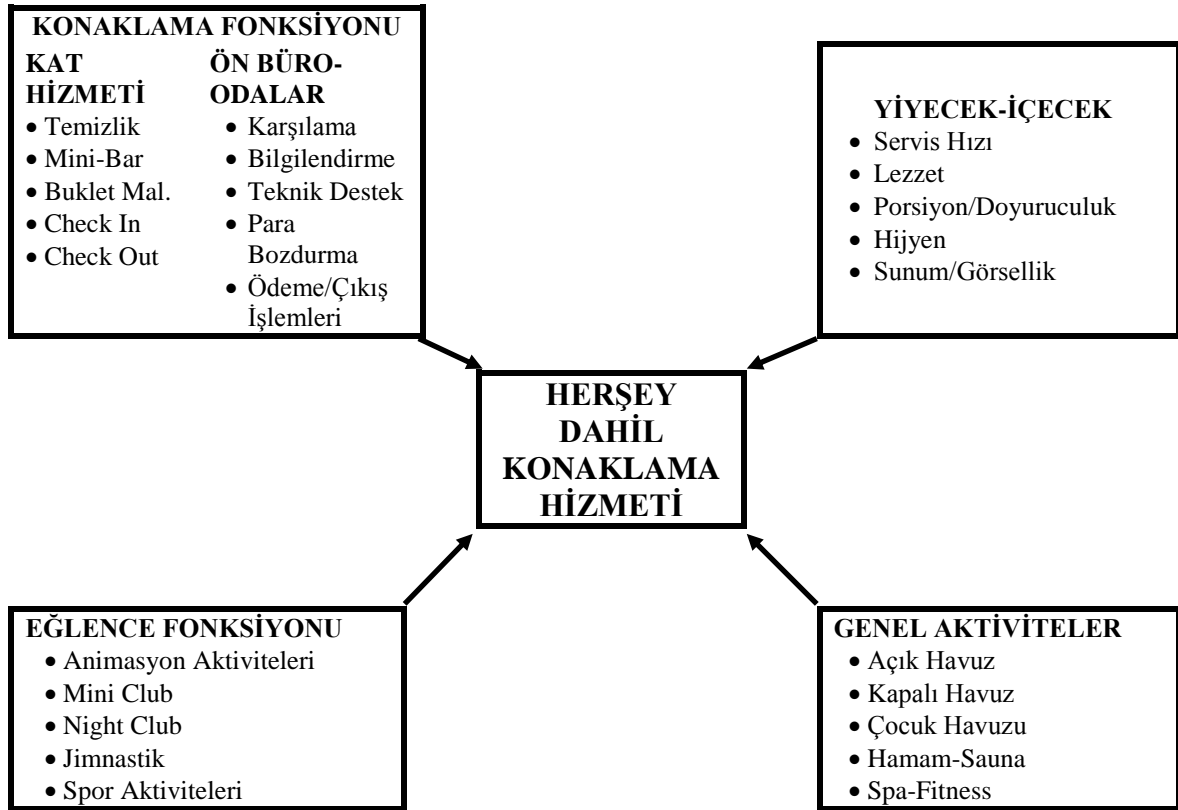 KONAKLAMA FONKSİYONU
KAT
HİZMETİ
• Temizlik
• Mini-Bar
• Buklet Mal.
• Check In
• Check Out
ÖN BÜRO-
ODALAR
• Karşılama
• Bilgilendirme
• Teknik Destek
• Para
Bozdurma
• Ödeme/Çıkış
İşlemleri
YİYECEK-İÇECEK
• Servis Hızı
• Lezzet
• Porsiyon/Doyuruculuk
• Hijyen
• Sunum/Görsellik
HERŞEY
DAHİL
KONAKLAMA
HİZMETİ
EĞLENCE FONKSİYONU
• Animasyon Aktiviteleri
• Mini Club
• Night Club
• Jimnastik
• Spor Aktiviteleri
GENEL AKTİVİTELER
• Açık Havuz
• Kapalı Havuz
• Çocuk Havuzu
• Hamam-Sauna
• Spa-Fitness